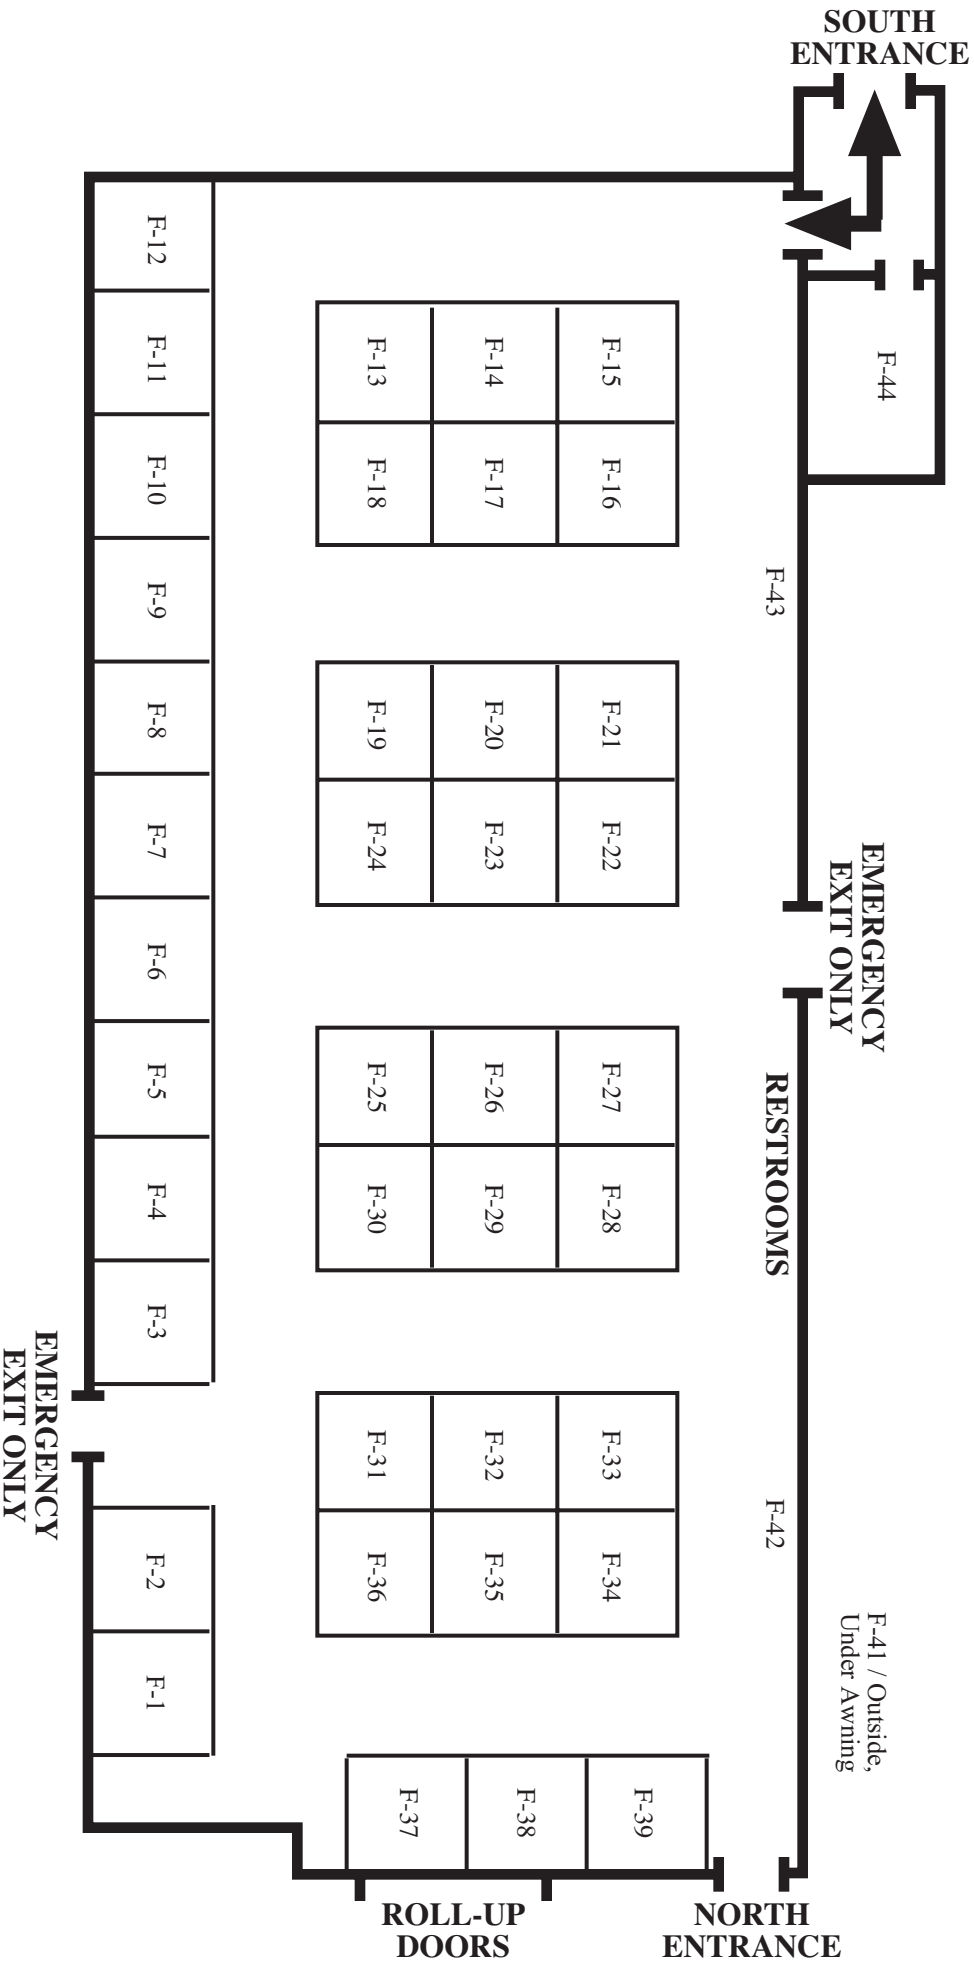 SOUTH
ENTRANCE
F-12
F-11
F-10
F-9
F-8
F-7
F-6
F-5
F-4
F-3
F-2
F-1
F-13
F-14
F-15
F-18
F-17
F-16
F-19
F-20
F-21
F-24
F-23
F-22
F-25
F-26
F-27
F-30
F-29
F-28
F-31
F-32
F-33
F-36
F-35
F-34
F-37
F-38
F-39
F-44
F-43
EMERGENCY
EXIT ONLY
RESTROOMS
F-42
F-41 / Outside,
Under Awning
EMERGENCY
EXIT ONLY
ROLL-UP
DOORS
NORTH
ENTRANCE